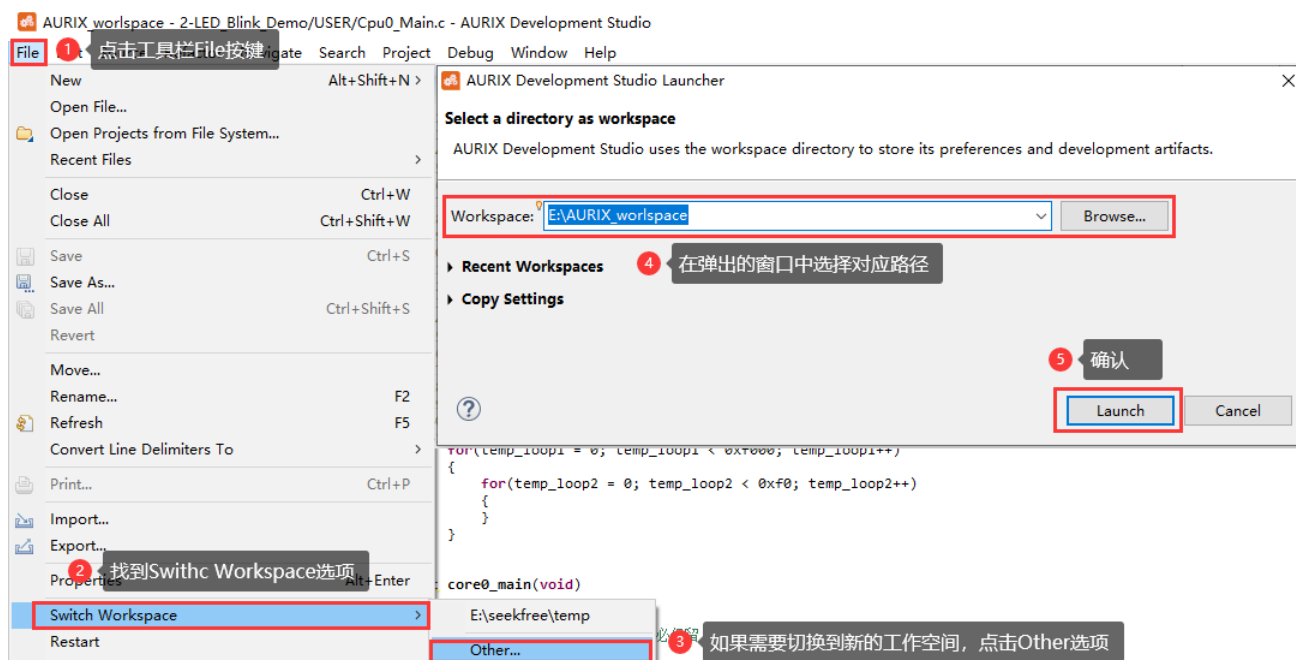 AURIX_worlspace - 2-LED_Blink_Demo/USER/Cpu0_Main.c - AURIX Development Studio
File
1 点击工具栏File按键
Search Project Debug Window Help
New Alt+Shift+N >
Open File...
Open Projects from File System...
Recent Files >
Close Ctrl+W
Close All Ctrl+Shift+W
Save Ctrl+S
Save As...
Save All Ctrl+Shift+S
Revert
Move...
Rename... F2
Refresh F5
Convert Line Delimiters To >
Print... Ctrl+P
Import...
Export...
2 找到Swithc Workspace选项
Properties Alt+Enter
Switch Workspace >
Restart
E:\seekfree\temp
Other...
3 如果需要切换到新的工作空间，点击Other选项
AURIX Development Studio Launcher
Select a directory as workspace
AURIX Development Studio uses the workspace directory to store its preferences and development artifacts.
Workspace: E:\AURIX_worlspace Browse...
Recent Workspaces
4 在弹出的窗口中选择对应路径
Copy Settings
5 确认
Launch Cancel
for(temp_loop1 = 0; temp_loop1 < 0xf000; temp_loop1++)
{
for(temp_loop2 = 0; temp_loop2 < 0xf0; temp_loop2++)
{
}
}
core0_main(void)